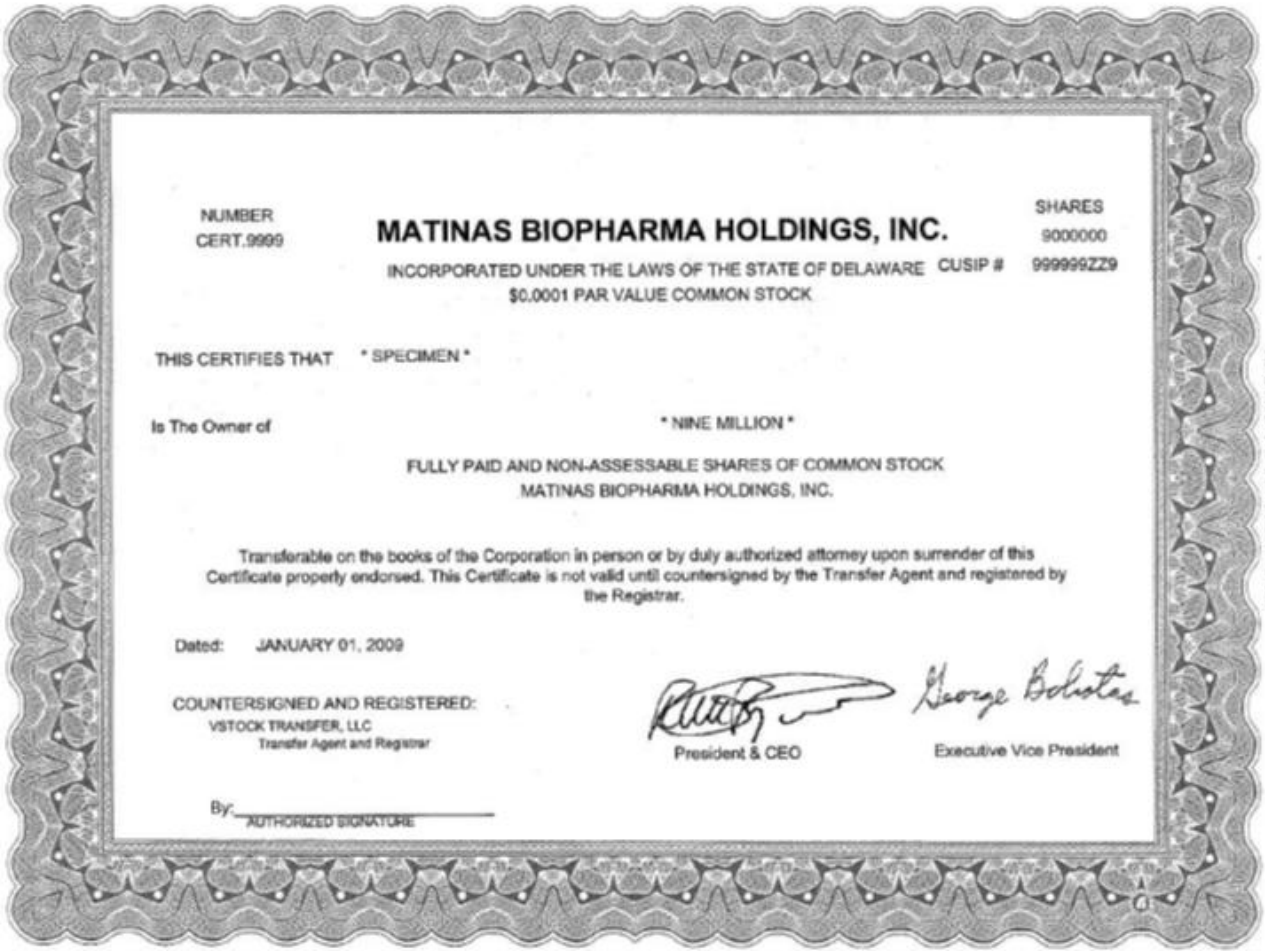 NUMBER
CERT.9999
MATINAS BIOPHARMA HOLDINGS, INC.
SHARES
9000000
INCORPORATED UNDER THE LAWS OF THE STATE OF DELAWARE CUSIP # 999999ZZ9
$0.0001 PAR VALUE COMMON STOCK
THIS CERTIFIES THAT * SPECIMEN *
Is The Owner of * NINE MILLION *
FULLY PAID AND NON-ASSESSABLE SHARES OF COMMON STOCK
MATINAS BIOPHARMA HOLDINGS, INC.
Transferable on the books of the Corporation in person or by duly authorized attorney upon surrender of this
Certificate properly endorsed. This Certificate is not valid until countersigned by the Transfer Agent and registered by
the Registrar.
Dated: JANUARY 01, 2009
COUNTERSIGNED AND REGISTERED:
VSTOCK TRANSFER, LLC
Transfer Agent and Registrar
George Bobotas
President & CEO
Executive Vice President
By:
AUTHORIZED SIGNATURE